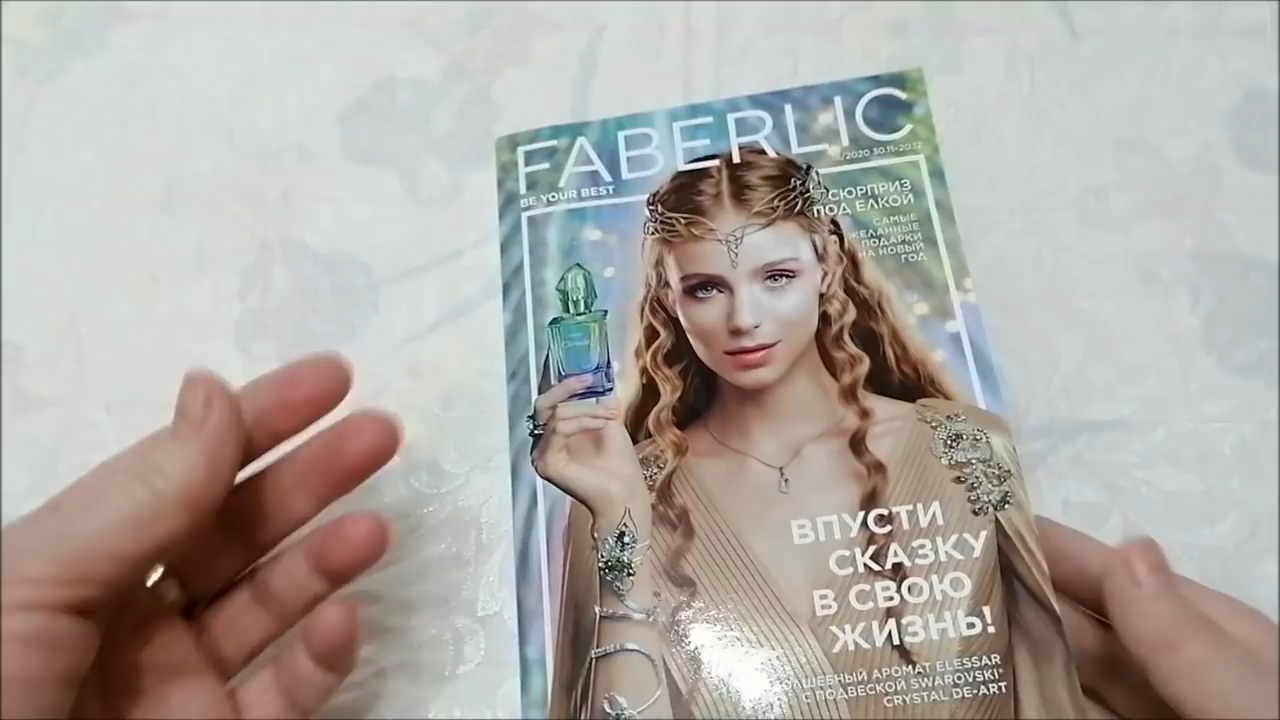 FABERLIC
BE YOUR BEST
/2020 30.11-20.12
СЮРПРИЗ
ПОД ЕЛКОЙ
САМЫЕ
ЖЕЛАННЫЕ
ПОДАРКИ
НА НОВЫЙ
ГОД
ВПУСТИ
СКАЗКУ
В СВОЮ
ЖИЗНЬ!
АРОМАТ ELESSAR
С ПОДВЕСКОЙ SWAROVSKI®
CRYSTAL DE-ART